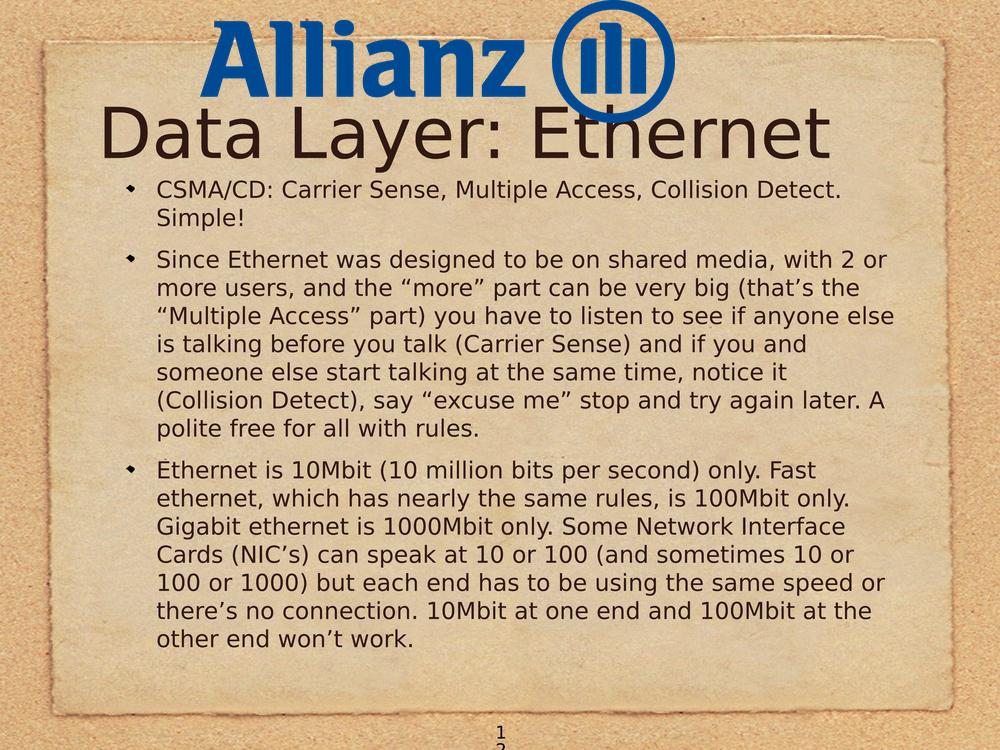 Allianz
Data Layer: Ethernet
CSMA/CD: Carrier Sense, Multiple Access, Collision Detect.
Simple!
Since Ethernet was designed to be on shared media, with 2 or
more users, and the “more” part can be very big (that’s the
“Multiple Access” part) you have to listen to see if anyone else
is talking before you talk (Carrier Sense) and if you and
someone else start talking at the same time, notice it
(Collision Detect), say “excuse me” stop and try again later. A
polite free for all with rules.
Ethernet is 10Mbit (10 million bits per second) only. Fast
ethernet, which has nearly the same rules, is 100Mbit only.
Gigabit ethernet is 1000Mbit only. Some Network Interface
Cards (NIC’s) can speak at 10 or 100 (and sometimes 10 or
100 or 1000) but each end has to be using the same speed or
there’s no connection. 10Mbit at one end and 100Mbit at the
other end won’t work.
1